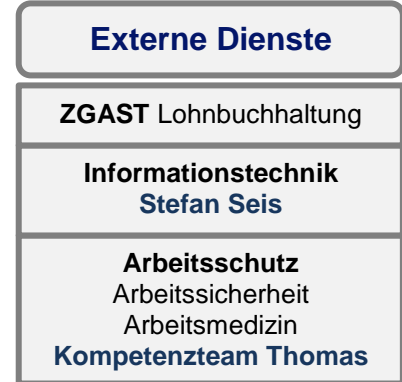 Externe Dienste
ZGAST Lohnbuchhaltung
Informationstechnik
Stefan Seis
Arbeitsschutz
Arbeitssicherheit
Arbeitsmedizin
Kompetenzteam Thomas